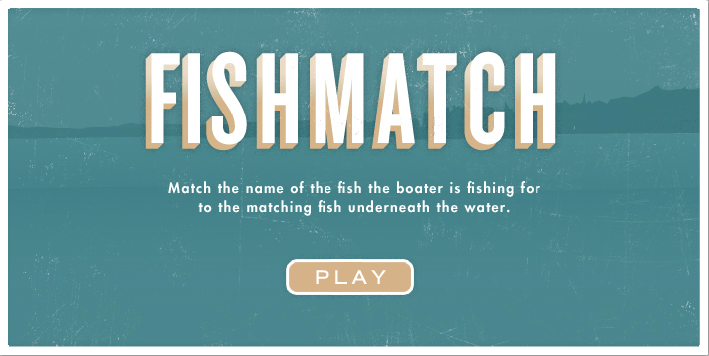 FISHMATCH
Match the name of the fish the boater is fishing for
to the matching fish underneath the water.
PLAY